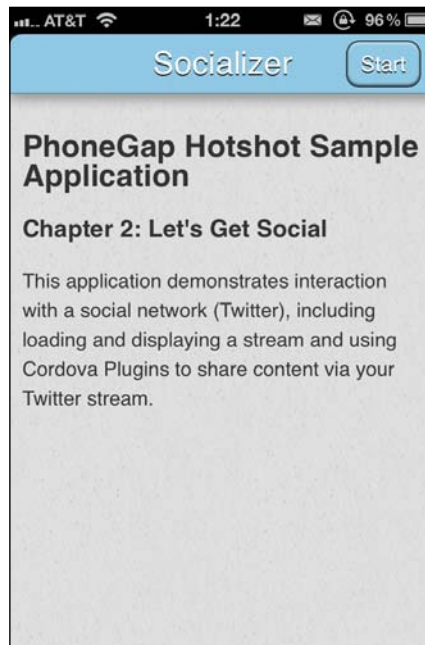 AT&T 1:22 96%
Socializer Start
PhoneGap Hotshot Sample
Application
Chapter 2: Let's Get Social
This application demonstrates interaction
with a social network (Twitter), including
loading and displaying a stream and using
Cordova Plugins to share content via your
Twitter stream.